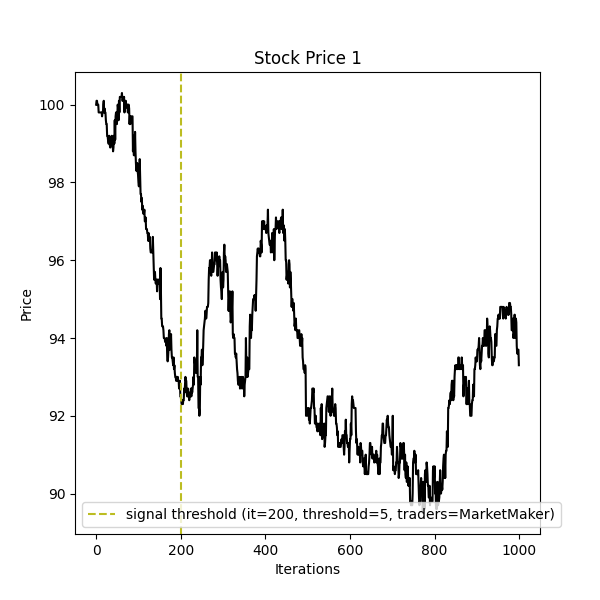 Stock Price 1
Price
100
98
96
94
92
90
signal threshold (it=200, threshold=5, traders=MarketMaker)
0 200 400 600 800 1000
Iterations